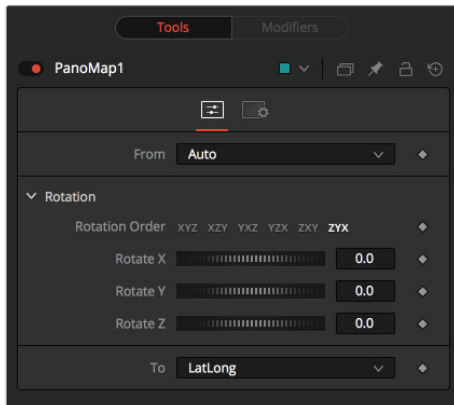 Tools Modifiers
PanoMap1
From Auto
Rotation
Rotation Order XYZ XZY YXZ YZX ZXY ZYX
Rotate X 0.0
Rotate Y 0.0
Rotate Z 0.0
To LatLong